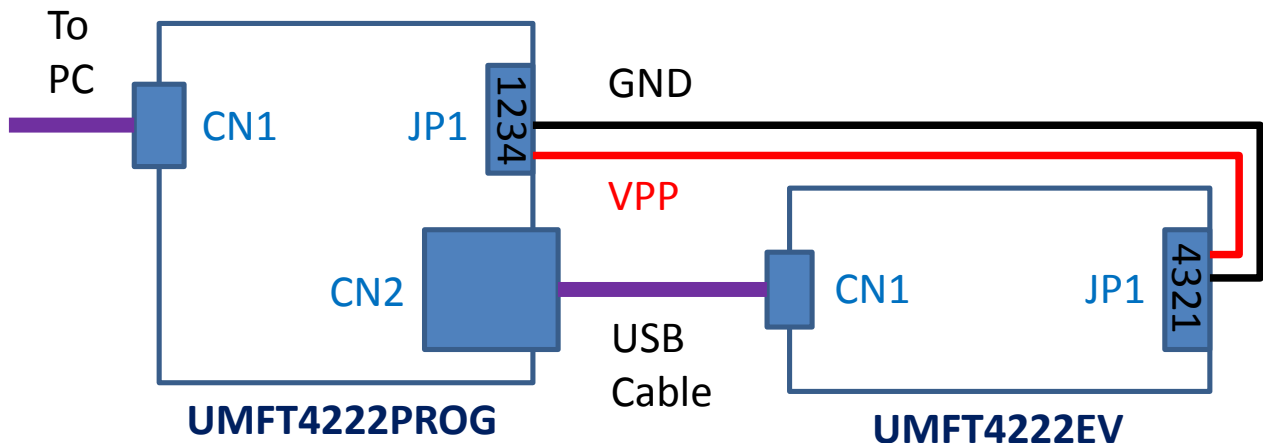 To
PC
CN1
JP1
1234
GND
VPP
CN2
USB
Cable
CN1
JP1
4321
UMFT4222PROG
UMFT4222EV